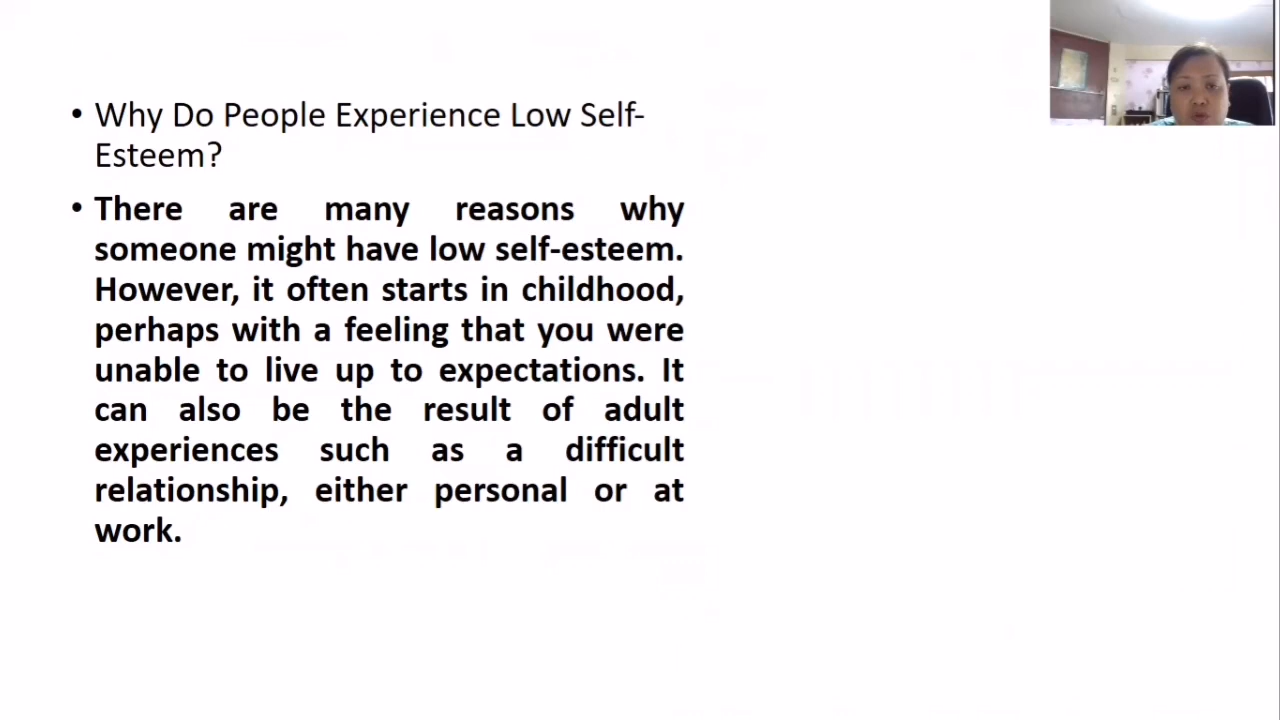 • Why Do People Experience Low Self-
Esteem?
• There are many reasons why
someone might have low self-esteem.
However, it often starts in childhood,
perhaps with a feeling that you were
unable to live up to expectations. It
can also be the result of adult
experiences such as a difficult
relationship, either personal or at
work.